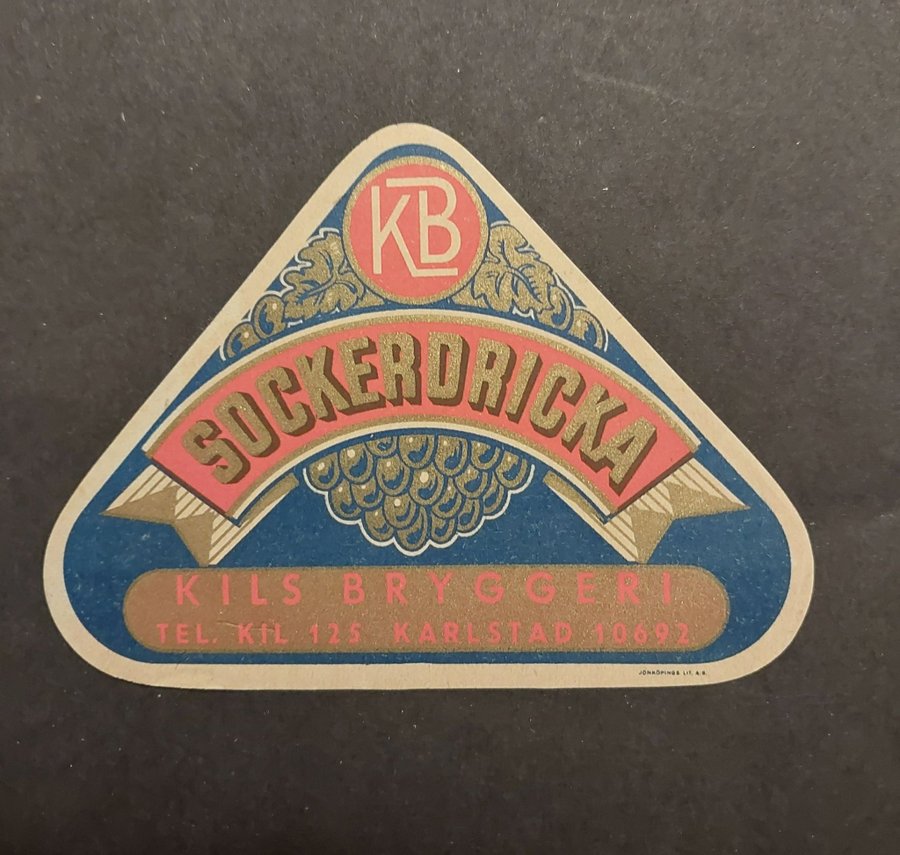 KB
SOCKERDRICKA
KILS BRYGGERI
TEL. KIL 125 KARLSTAD 10692
JÖNKÖPINGS LIT. A.B.